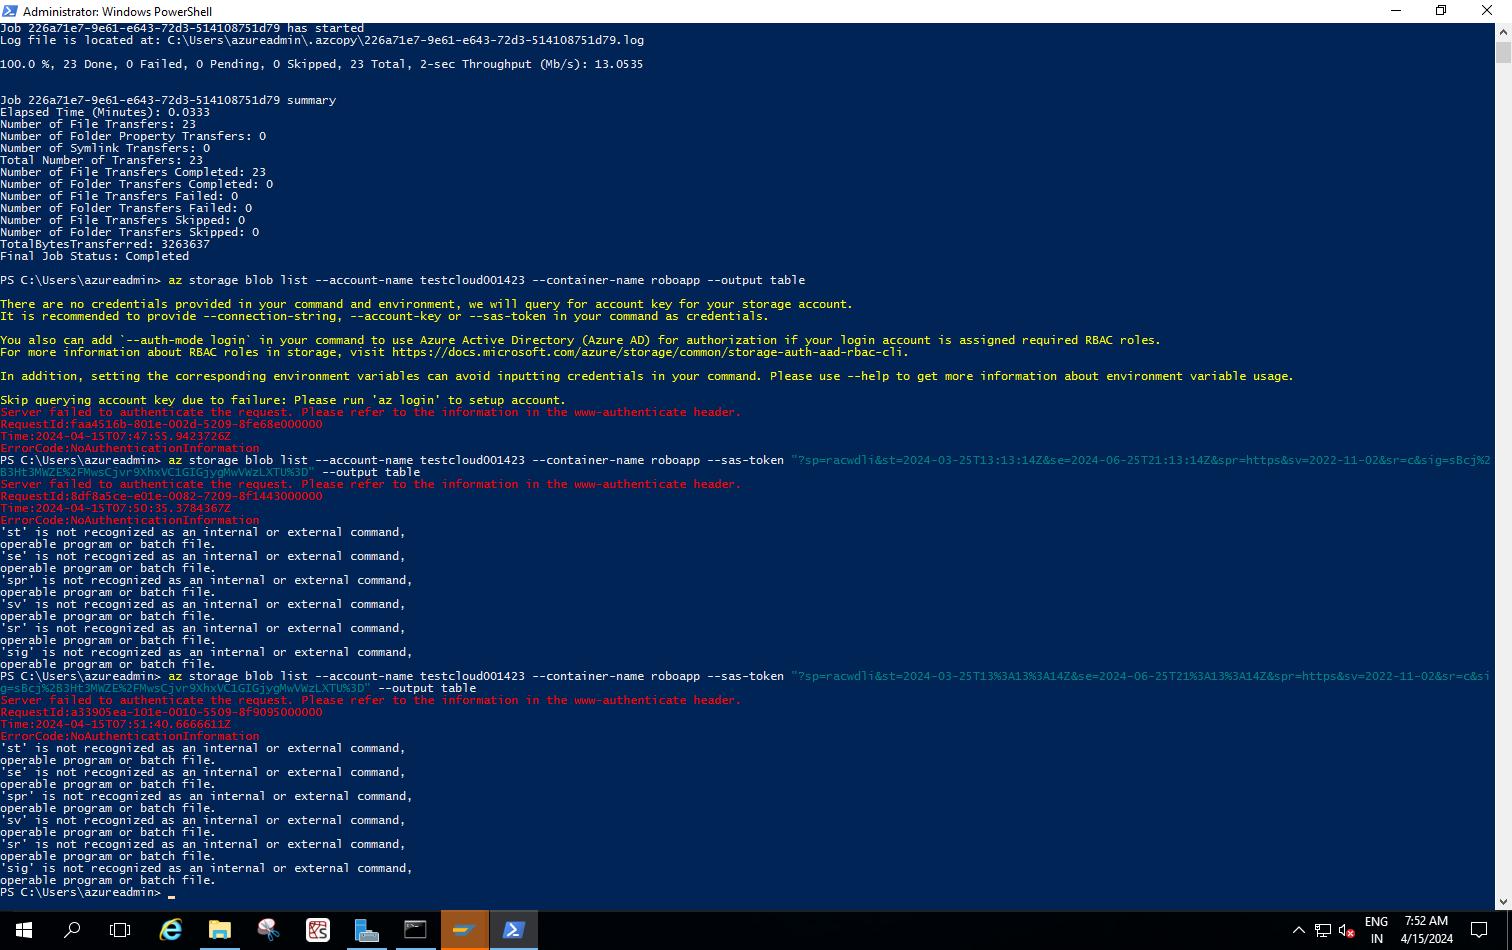 Administrator: Windows PowerShell
Job 226a71e7-9e61-e643-72d3-514108751d79 has started
Log file is located at: C:\Users\azureadmin\.azcopy\226a71e7-9e61-e643-72d3-514108751d79.log
100.0 %, 23 Done, 0 Failed, 0 Pending, 0 Skipped, 23 Total, 2-sec Throughput (Mb/s): 13.0535
Job 226a71e7-9e61-e643-72d3-514108751d79 summary
Elapsed Time (Minutes): 0.0333
Number of File Transfers: 23
Number of Folder Property Transfers: 0
Number of Symlink Transfers: 0
Total Number of Transfers: 23
Number of File Transfers Completed: 23
Number of Folder Transfers Completed: 0
Number of File Transfers Failed: 0
Number of Folder Transfers Failed: 0
Number of File Transfers Skipped: 0
Number of Folder Transfers Skipped: 0
TotalBytesTransferred: 3263637
Final Job Status: Completed
PS C:\Users\azureadmin> az storage blob list --account-name testcloud001423 --container-name roboapp --output table
There are no credentials provided in your command and environment, we will query for account key for your storage account.
It is recommended to provide --connection-string, --account-key or --sas-token in your command as credentials.
You also can add `--auth-mode login` in your command to use Azure Active Directory (Azure AD) for authorization if your login account is assigned required RBAC roles.
For more information about RBAC roles in storage, visit https://docs.microsoft.com/azure/storage/common/storage-auth-aad-rbac-cli.
In addition, setting the corresponding environment variables can avoid inputting credentials in your command. Please use --help to get more information about environment variable usage.
Skip querying account key due to failure: Please run 'az login' to setup account.
Server failed to authenticate the request. Please refer to the information in the www-authenticate header.
RequestId:faa4516b-801e-002d-5209-8fe68e000000
Time:2024-04-15T07:47:55.9423726Z
ErrorCode:NoAuthenticationInformation
PS C:\Users\azureadmin> az storage blob list --account-name testcloud001423 --container-name roboapp --sas-token "?sp=racwdli&st=2024-03-25T13:13:14Z&se=2024-06-25T21:13:14Z&spr=https&sv=2022-11-02&sr=c&sig=sBcj%2
B3Ht3MWZE%2FMwsCjvr9XhxVC1GIGjygMwVWzLXTU%3D" --output table
Server failed to authenticate the request. Please refer to the information in the www-authenticate header.
RequestId:8df8a5ce-e01e-0082-7209-8f1443000000
Time:2024-04-15T07:50:35.3784367Z
ErrorCode:NoAuthenticationInformation
'st' is not recognized as an internal or external command,
operable program or batch file.
'se' is not recognized as an internal or external command,
operable program or batch file.
'spr' is not recognized as an internal or external command,
operable program or batch file.
'sv' is not recognized as an internal or external command,
operable program or batch file.
'sr' is not recognized as an internal or external command,
operable program or batch file.
'sig' is not recognized as an internal or external command,
operable program or batch file.
PS C:\Users\azureadmin> az storage blob list --account-name testcloud001423 --container-name roboapp --sas-token "?sp=racwdli&st=2024-03-25T13%3A13%3A14Z&se=2024-06-25T21%3A13%3A14Z&spr=https&sv=2022-11-02&sr=c&si
g=sBcj%2B3Ht3MWZE%2FMwsCjvr9XhxVC1GIGjygMwVWzLXTU%3D" --output table
Server failed to authenticate the request. Please refer to the information in the www-authenticate header.
RequestId:a33905ea-101e-0010-5509-8f9095000000
Time:2024-04-15T07:51:40.6666611Z
ErrorCode:NoAuthenticationInformation
'st' is not recognized as an internal or external command,
operable program or batch file.
'se' is not recognized as an internal or external command,
operable program or batch file.
'spr' is not recognized as an internal or external command,
operable program or batch file.
'sv' is not recognized as an internal or external command,
operable program or batch file.
'sr' is not recognized as an internal or external command,
operable program or batch file.
'sig' is not recognized as an internal or external command,
operable program or batch file.
PS C:\Users\azureadmin> _
ENG 7:52 AM
IN 4/15/2024